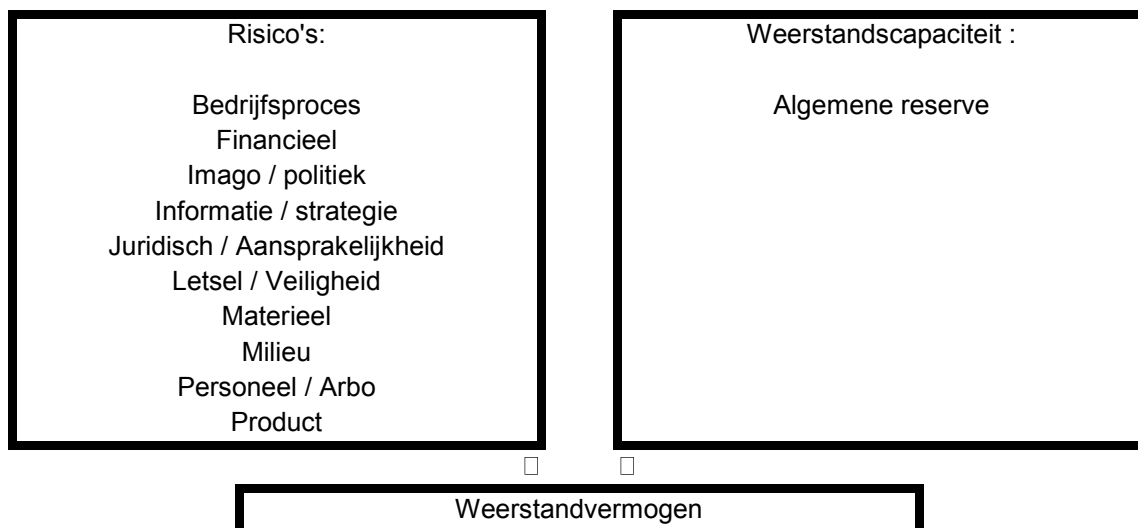 Risico's:
Bedrijfsproces
Financieel
Imago / politiek
Informatie / strategie
Juridisch / Aansprakelijkheid
Letsel / Veiligheid
Materieel
Milieu
Personeel / Arbo
Product
Weerstandscapaciteit :
Algemene reserve
Weerstandvermogen